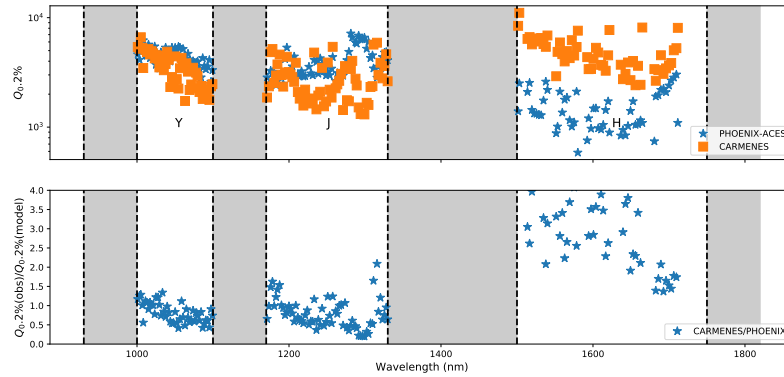 10⁴
10³
Q₀.2%
Y
J
H
PHOENIX-ACES
CARMENES
4.0
3.5
3.0
2.5
2.0
1.5
1.0
0.5
0.0
Q₀.2%(obs)/Q₀.2%(model)
CARMENES/PHOENIX
1000
1200
1400
1600
1800
Wavelength (nm)